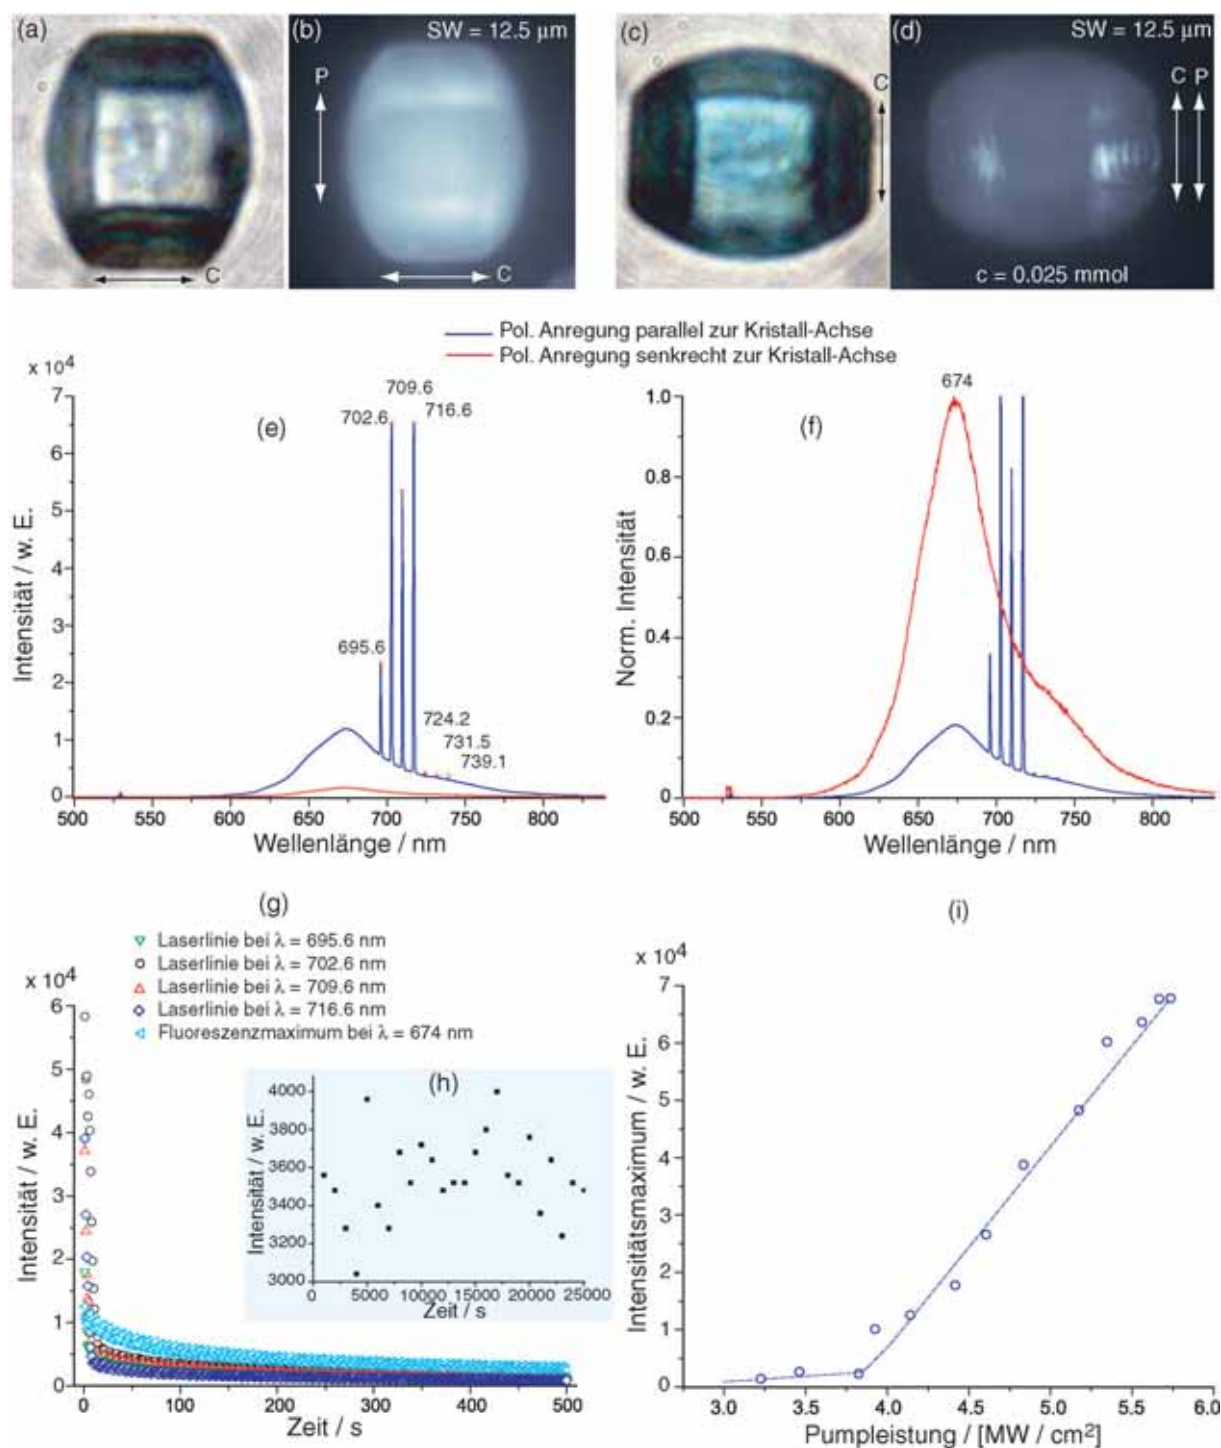 (a)
(b)
SW = 12.5 µm
P
C
C
(c)
C
(d)
SW = 12.5 µm
C P
c = 0.025 mmol
Pol. Anregung parallel zur Kristall-Achse
Pol. Anregung senkrecht zur Kristall-Achse
x 10⁴
7
6
5
4
3
2
1
0
Intensität / w. E.
(e)
709.6
702.6
716.6
695.6
724.2
731.5
739.1
500 550 600 650 700 750 800
Wellenlänge / nm
(f)
674
1.0
0.8
0.6
0.4
0.2
0
Norm. Intensität
500 550 600 650 700 750 800
Wellenlänge / nm
(g)
Laserlinie bei λ = 695.6 nm
Laserlinie bei λ = 702.6 nm
Laserlinie bei λ = 709.6 nm
Laserlinie bei λ = 716.6 nm
Fluoreszenzmaximum bei λ = 674 nm
x 10⁴
6
5
4
3
2
1
0
Intensität / w. E.
0 100 200 300 400 500
Zeit / s
(h)
4000
3800
3600
3400
3200
3000
Intensität / w. E.
0 5000 10000 15000 20000 25000
Zeit / s
(i)
x 10⁴
7
6
5
4
3
2
1
0
Intensitätsmaximum / w. E.
3.0 3.5 4.0 4.5 5.0 5.5 6.0
Pumpleistung / [MW / cm²]